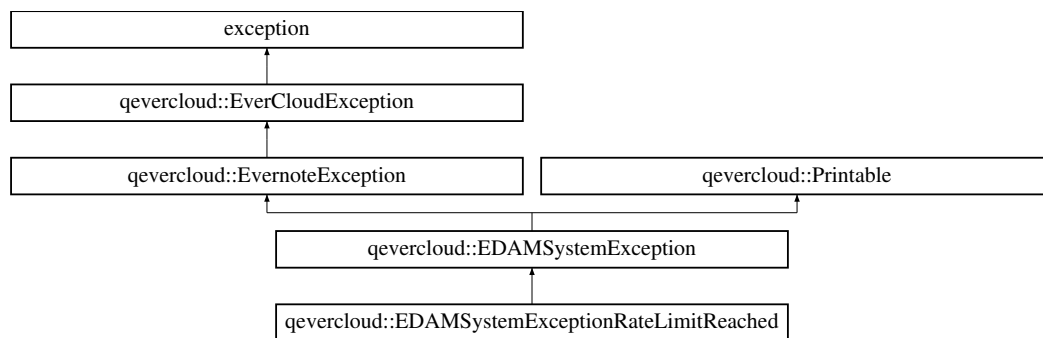 exception
qevercloud::EverCloudException
qevercloud::EvernoteException
qevercloud::Printable
qevercloud::EDAMSystemException
qevercloud::EDAMSystemExceptionRateLimitReached